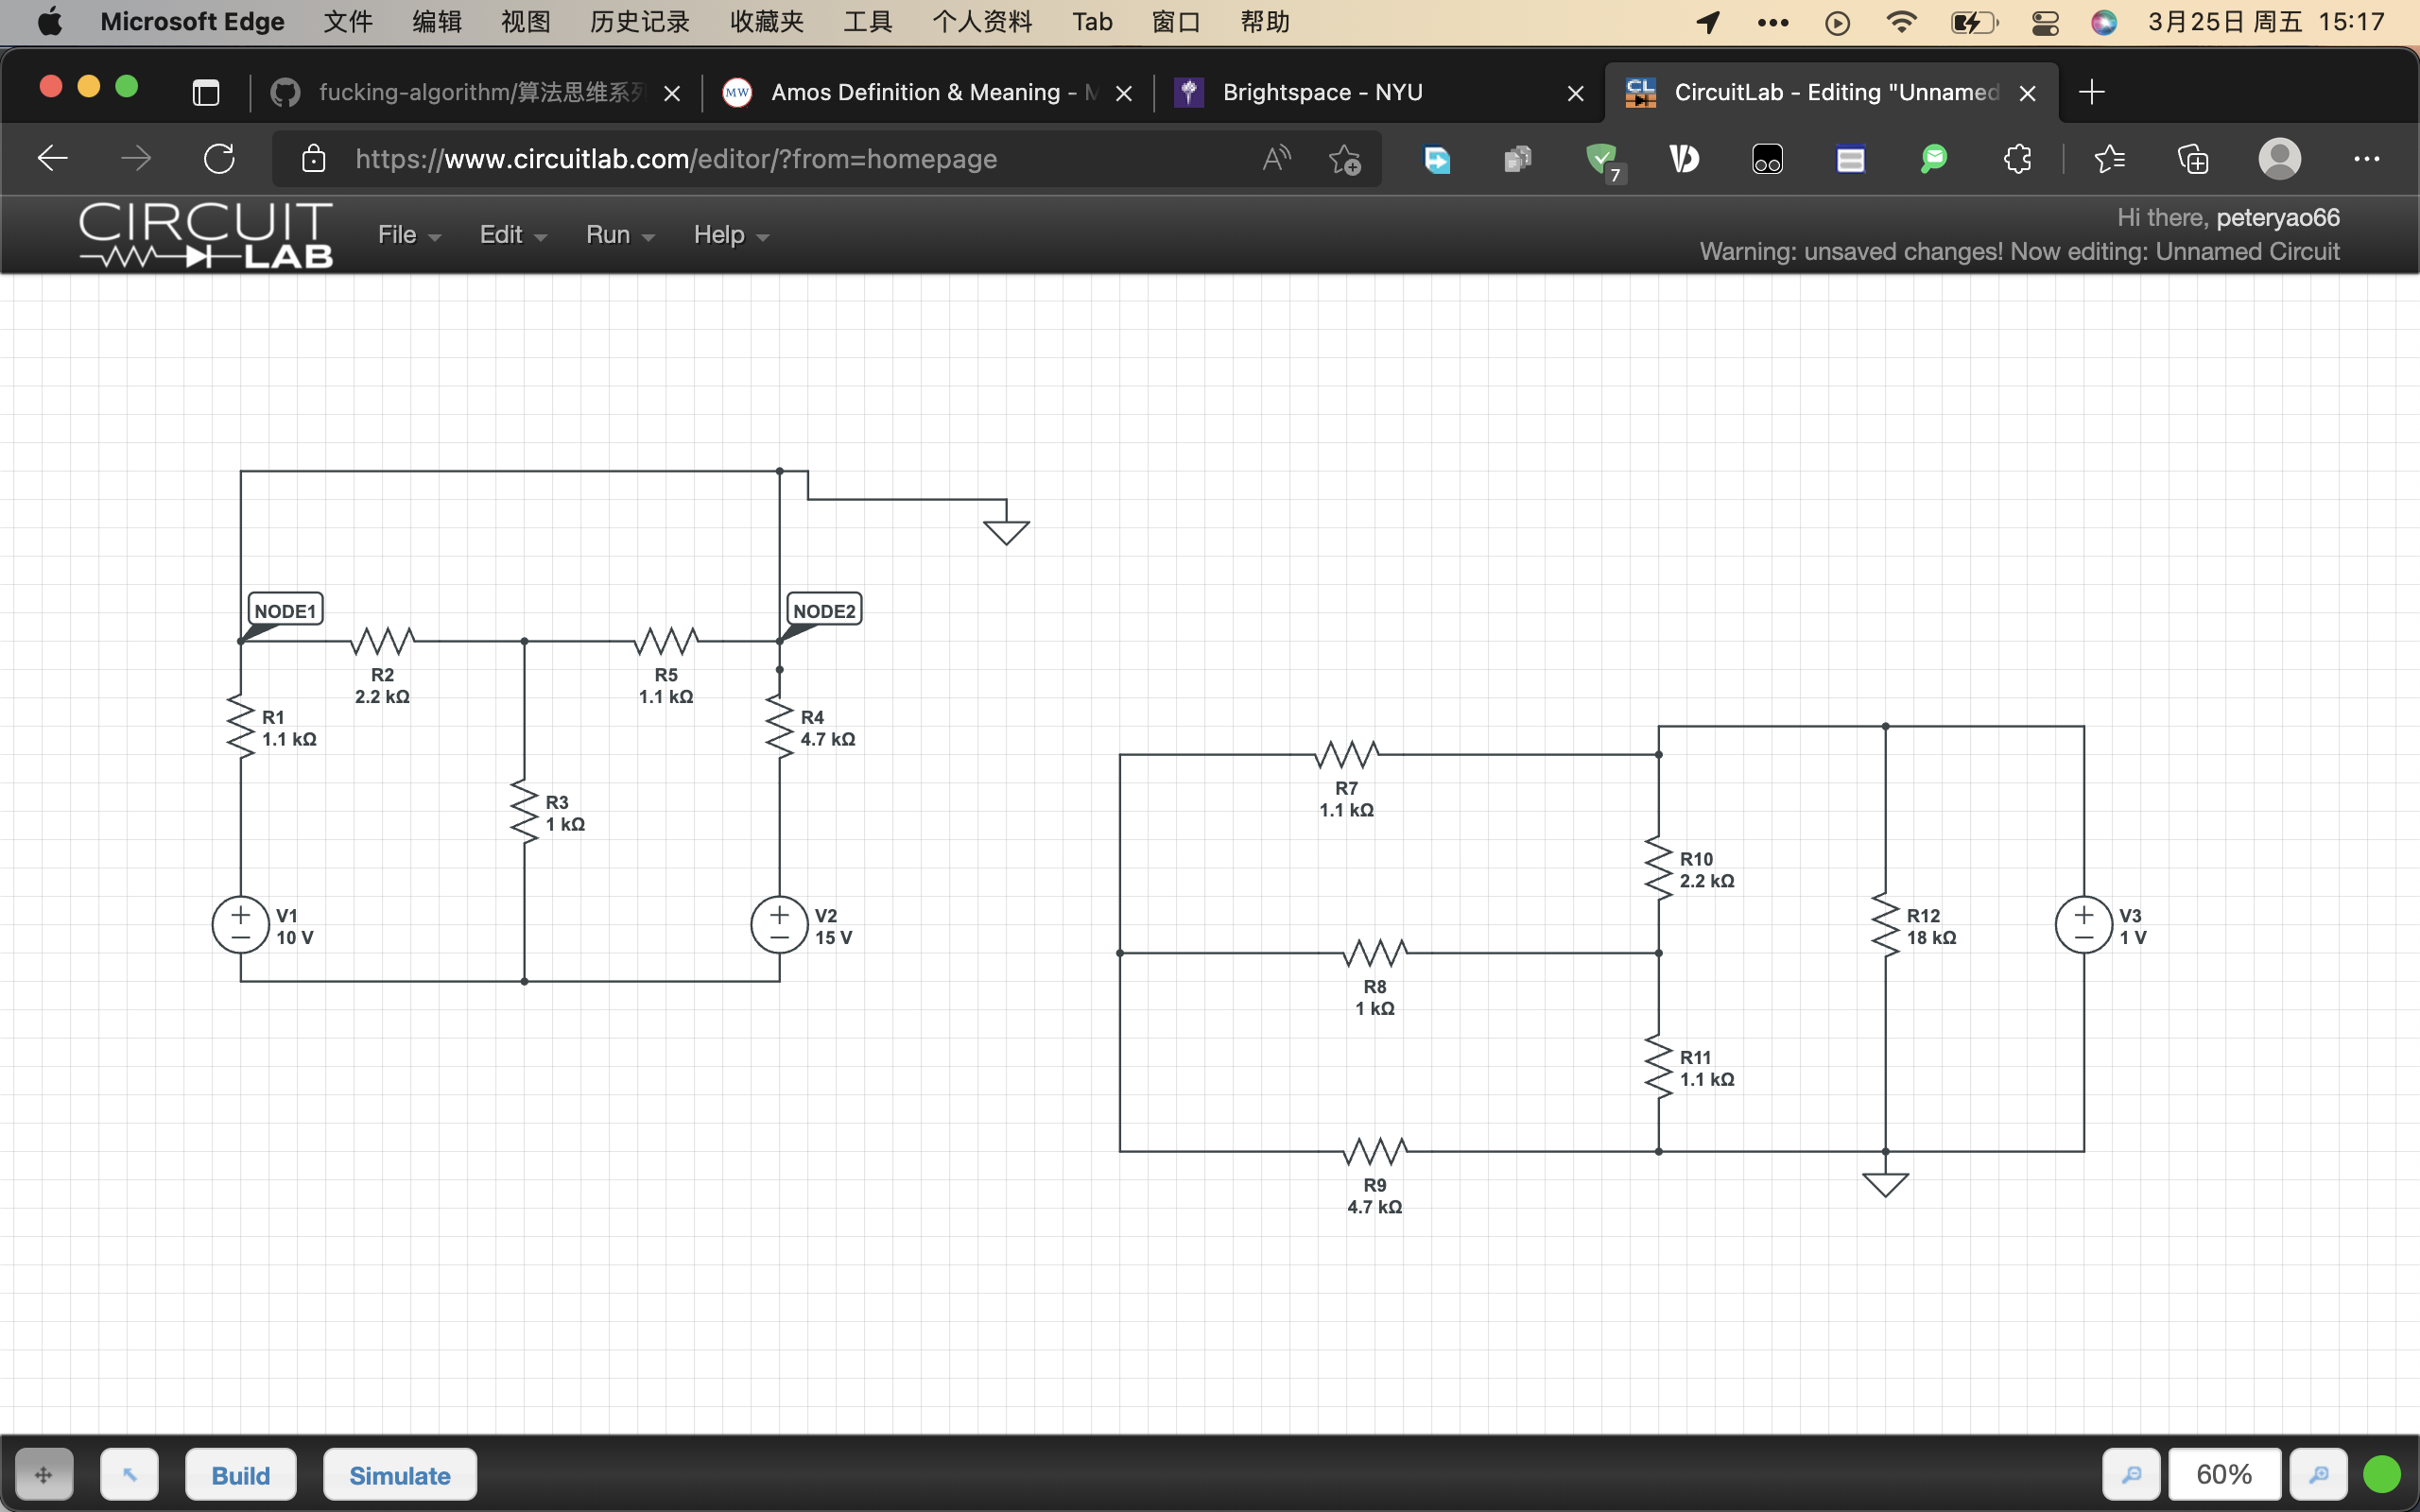 Microsoft Edge 文件 编辑 视图 历史记录 收藏夹 工具 个人资料 Tab 窗口 帮助 3月25日 周五 15:17
fucking-algorithm/算法思维系列
Amos Definition & Meaning - M
Brightspace - NYU
CircuitLab - Editing "Unnamed
https://www.circuitlab.com/editor/?from=homepage
7
CIRCUIT
LAB
File Edit Run Help
Hi there, peteryao66
Warning: unsaved changes! Now editing: Unnamed Circuit
NODE1
NODE2
R2
2.2 kΩ
R5
1.1 kΩ
R1
1.1 kΩ
R4
4.7 kΩ
R3
1 kΩ
V1
10 V
V2
15 V
R7
1.1 kΩ
R10
2.2 kΩ
R12
18 kΩ
V3
1 V
R8
1 kΩ
R11
1.1 kΩ
R9
4.7 kΩ
Build
Simulate
60%